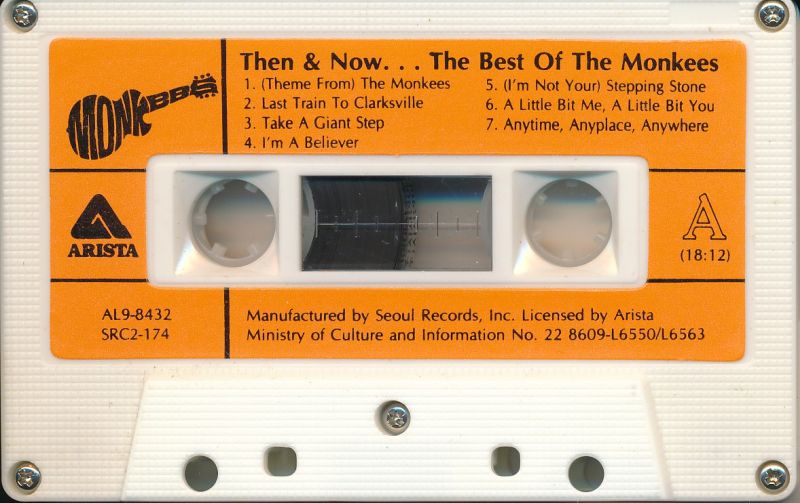 Then & Now. . . The Best Of The Monkees
MONKEES
1. (Theme From) The Monkees
2. Last Train To Clarksville
3. Take A Giant Step
4. I'm A Believer
5. (I'm Not Your) Stepping Stone
6. A Little Bit Me, A Little Bit You
7. Anytime, Anyplace, Anywhere
ARISTA
A
(18:12)
AL9-8432
SRC2-174
Manufactured by Seoul Records, Inc. Licensed by Arista
Ministry of Culture and Information No. 22 8609-L6550/L6563